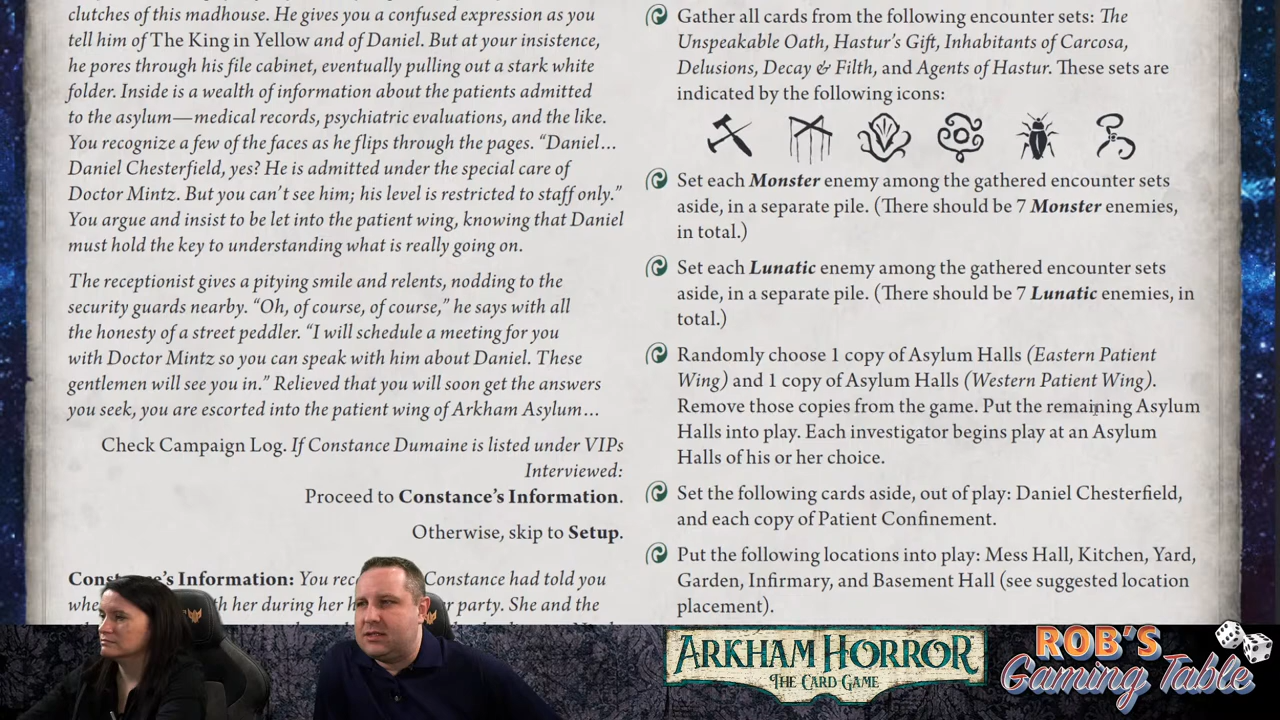 clutches of this madhouse. He gives you a confused expression as you
tell him of The King in Yellow and of Daniel. But at your insistence,
he pores through his file cabinet, eventually pulling out a stark white
folder. Inside is a wealth of information about the patients admitted
to the asylum—medical records, psychiatric evaluations, and the like.
You recognize a few of the faces as he flips through the pages. “Daniel…
Daniel Chesterfield, yes? He is admitted under the special care of
Doctor Mintz. But you can’t see him; his level is restricted to staff only.”
You argue and insist to be let into the patient wing, knowing that Daniel
must hold the key to understanding what is really going on.
The receptionist gives a pitying smile and relents, nodding to the
security guards nearby. “Oh, of course, of course,” he says with all
the honesty of a street peddler. “I will schedule a meeting for you
with Doctor Mintz so you can speak with him about Daniel. These
gentlemen will see you in.” Relieved that you will soon get the answers
you seek, you are escorted into the patient wing of Arkham Asylum…
Check Campaign Log. If Constance Dumaine is listed under VIPs
Interviewed:
Proceed to Constance’s Information.
Otherwise, skip to Setup.
Constance’s Information: You Constance had told you
her during her party. She and the
Gather all cards from the following encounter sets: The
Unspeakable Oath, Hastur’s Gift, Inhabitants of Carcosa,
Delusions, Decay & Filth, and Agents of Hastur. These sets are
indicated by the following icons:
Set each Monster enemy among the gathered encounter sets
aside, in a separate pile. (There should be 7 Monster enemies,
in total.)
Set each Lunatic enemy among the gathered encounter sets
aside, in a separate pile. (There should be 7 Lunatic enemies, in
total.)
Randomly choose 1 copy of Asylum Halls (Eastern Patient
Wing) and 1 copy of Asylum Halls (Western Patient Wing).
Remove those copies from the game. Put the remaining Asylum
Halls into play. Each investigator begins play at an Asylum
Halls of his or her choice.
Set the following cards aside, out of play: Daniel Chesterfield,
and each copy of Patient Confinement.
Put the following locations into play: Mess Hall, Kitchen, Yard,
Garden, Infirmary, and Basement Hall (see suggested location
placement).
ARKHAM HORROR
THE CARD GAME
ROB'S
Gaming Table